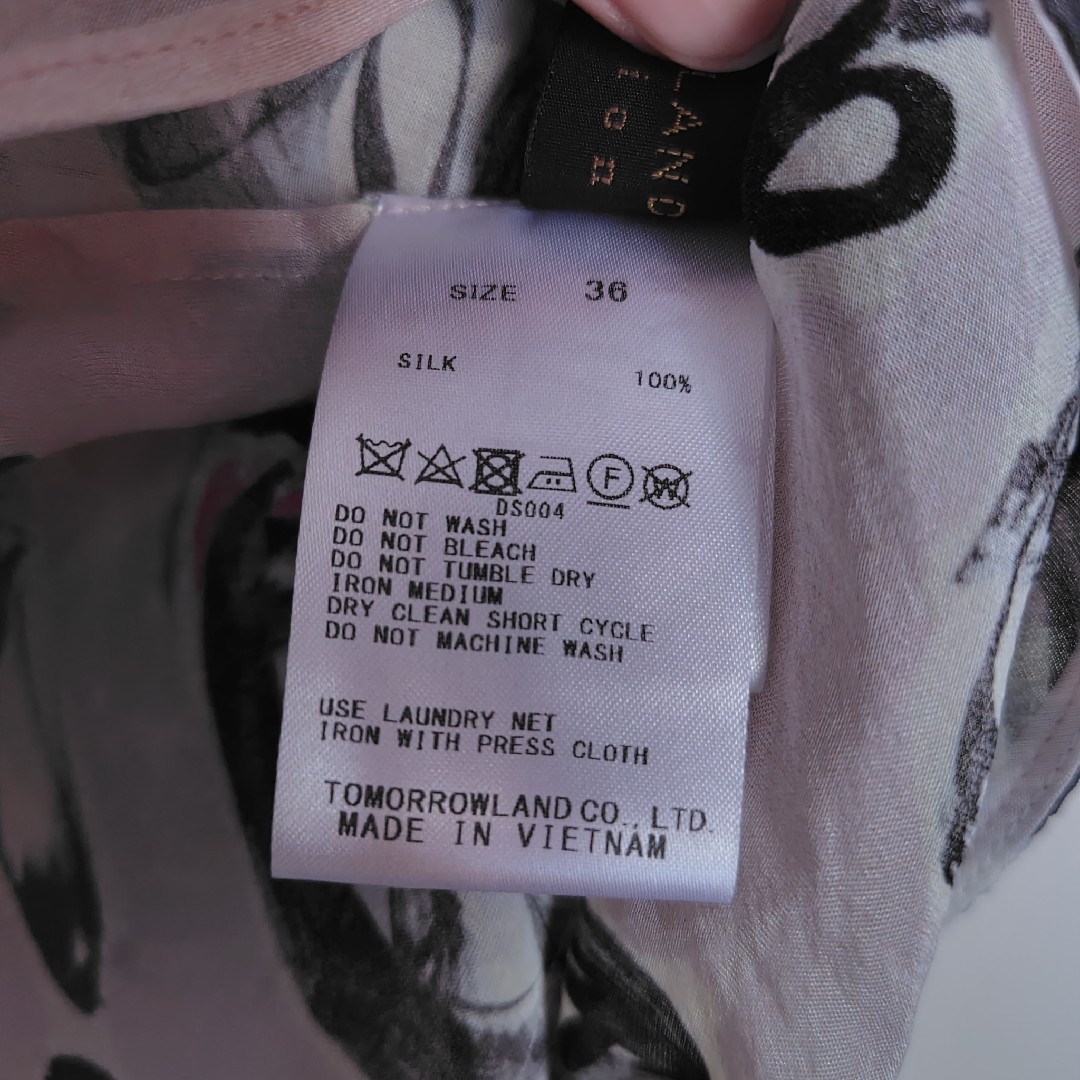 LAND
SIZE 36
SILK 100%
F W
DS004
DO NOT WASH
DO NOT BLEACH
DO NOT TUMBLE DRY
IRON MEDIUM
DRY CLEAN SHORT CYCLE
DO NOT MACHINE WASH
USE LAUNDRY NET
IRON WITH PRESS CLOTH
TOMORROWLAND CO., LTD.
MADE IN VIETNAM